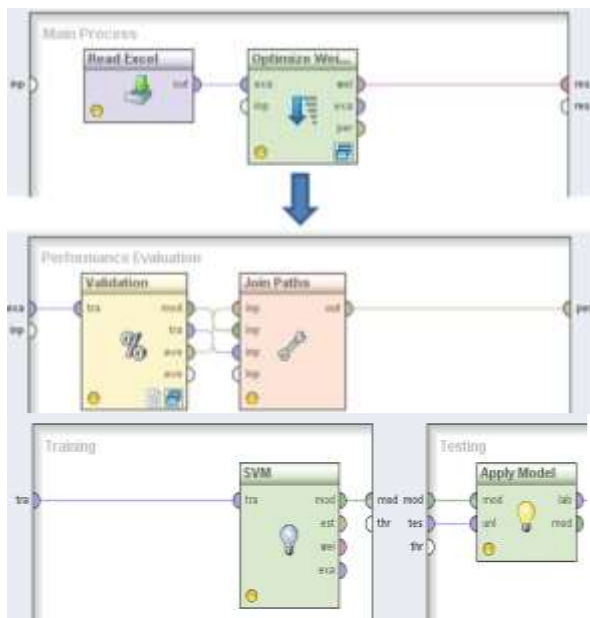 Main Process
Read Excel
Optimize Wei...
inp
out
exa
inp
wei
exa
per
res
res
Performance Evaluation
Validation
Join Paths
exa
inp
tra
mod
tra
ave
ave
%
inp
inp
inp
inp
out
per
Training
Testing
SVM
Apply Model
tra
tra
mod
est
wei
exa
mod
thr
mod
tes
thr
mod
unl
lab
mod